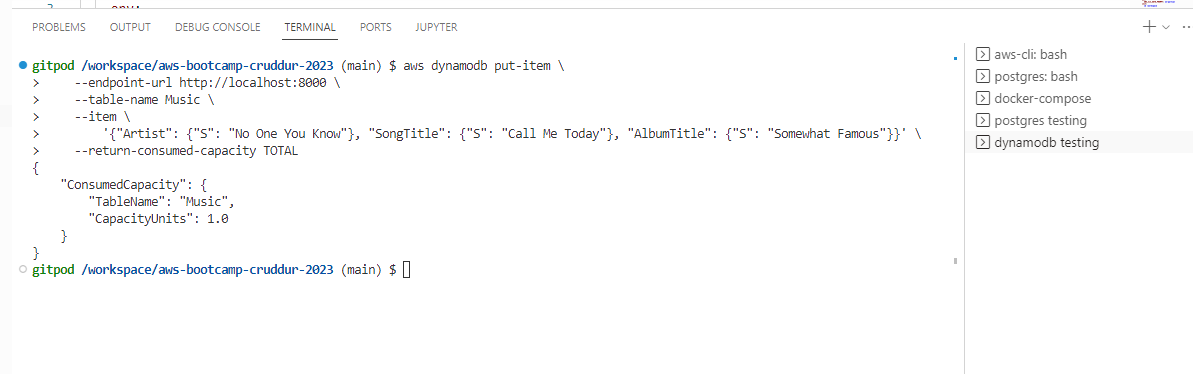 PROBLEMS OUTPUT DEBUG CONSOLE TERMINAL PORTS JUPYTER
gitpod /workspace/aws-bootcamp-cruddur-2023 (main) $ aws dynamodb put-item \
> --endpoint-url http://localhost:8000 \
> --table-name Music \
> --item \
> '{"Artist": {"S": "No One You Know"}, "SongTitle": {"S": "Call Me Today"}, "AlbumTitle": {"S": "Somewhat Famous"}}' \
> --return-consumed-capacity TOTAL
{
"ConsumedCapacity": {
"TableName": "Music",
"CapacityUnits": 1.0
}
}
gitpod /workspace/aws-bootcamp-cruddur-2023 (main) $
aws-cli: bash
postgres: bash
docker-compose
postgres testing
dynamodb testing